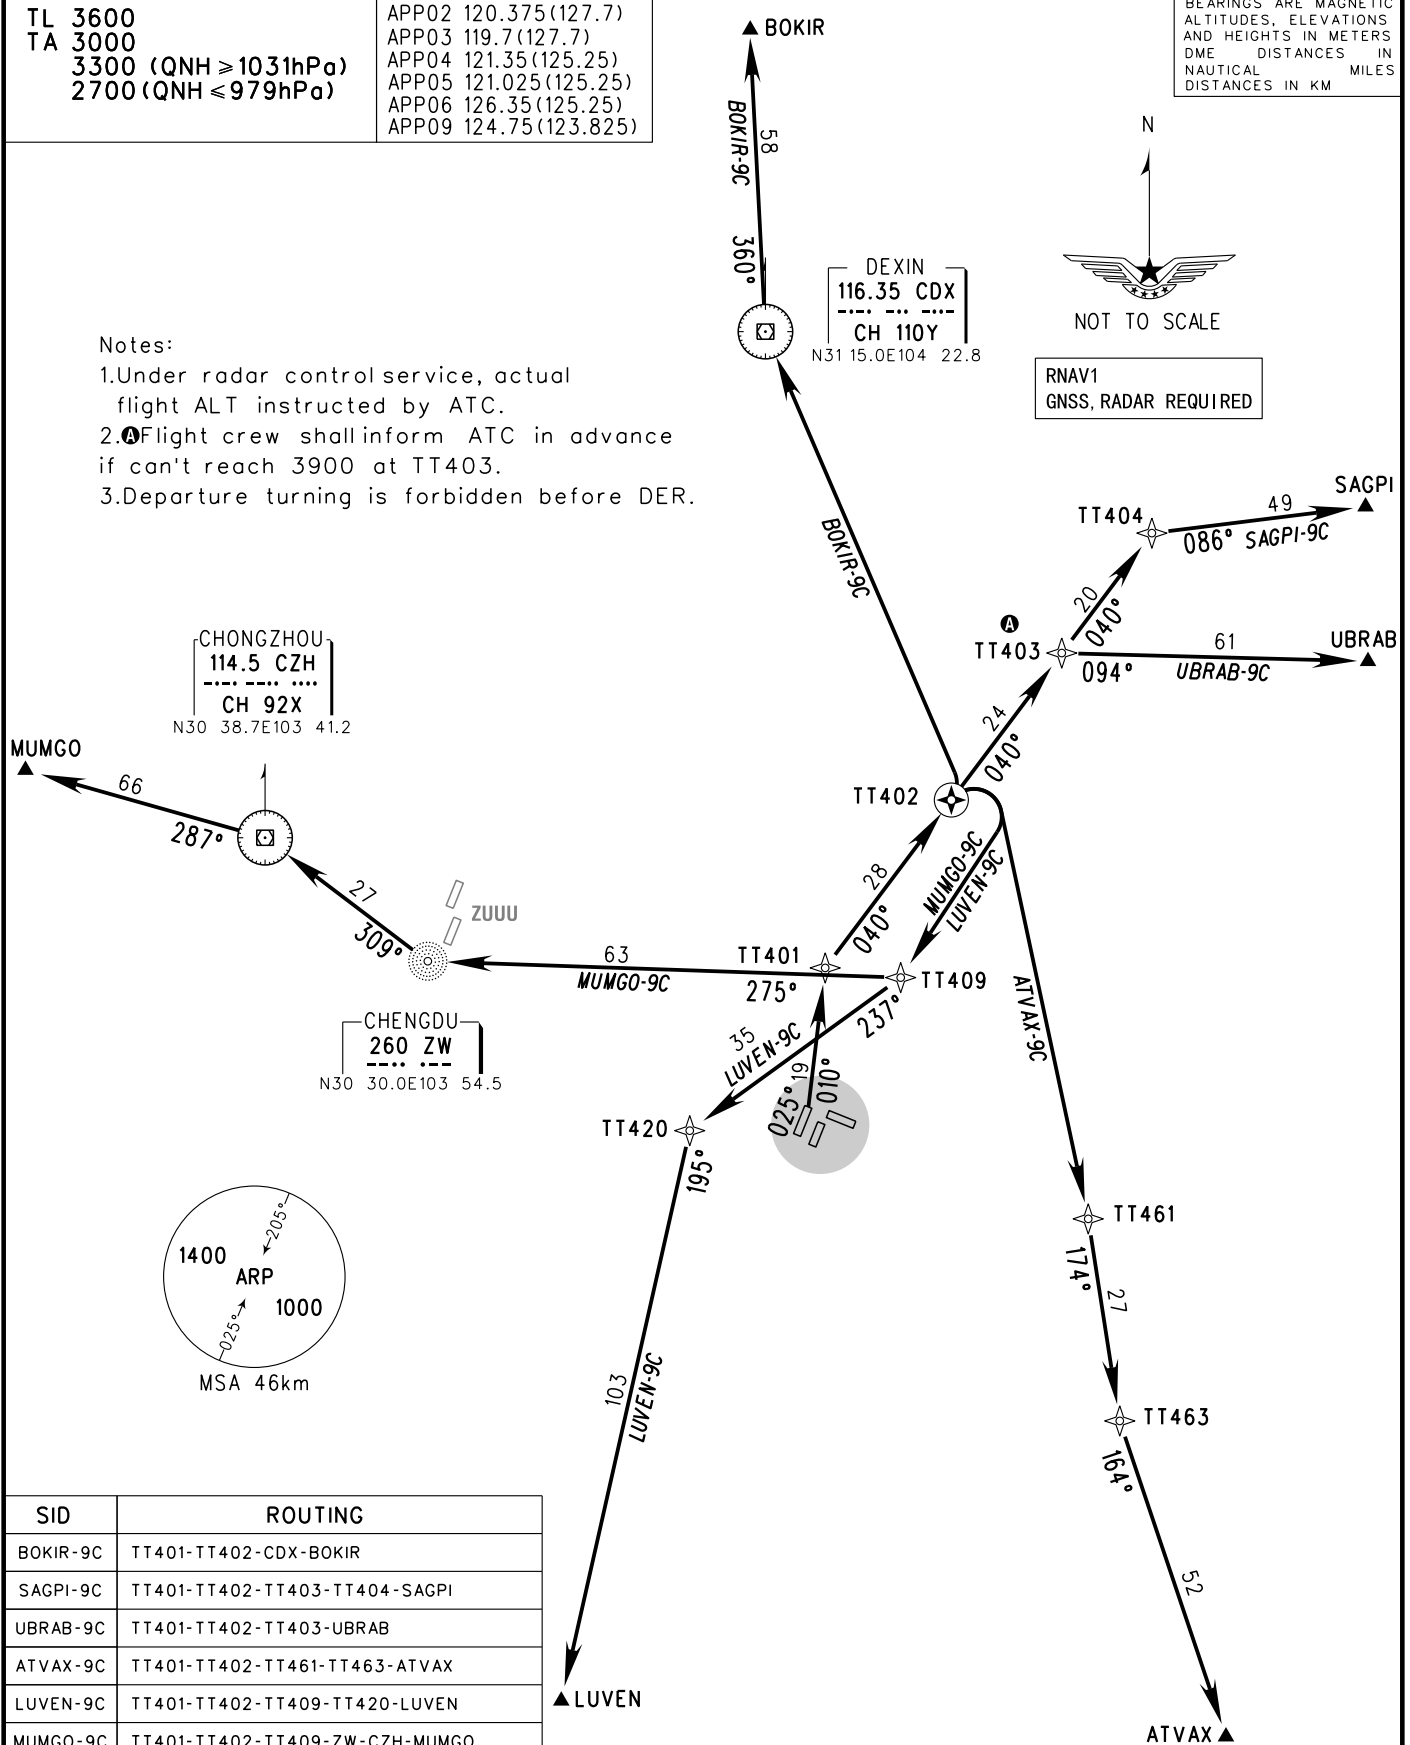 TL 3600
TA 3000
3300 (QNH ≥1031hPa)
2700(QNH ≤979hPa)
APP02 120.375(127.7)
APP03 119.7(127.7)
APP04 121.35(125.25)
APP05 121.025(125.25)
APP06 126.35(125.25)
APP09 124.75(123.825)
BEARINGS ARE MAGNETIC
ALTITUDES, ELEVATIONS
AND HEIGHTS IN METERS
DME DISTANCES IN
NAUTICAL MILES
DISTANCES IN KM
BOKIR
58
BOKIR-9C
360°
N
NOT TO SCALE
DEXIN
116.35 CDX
CH 110Y
N31 15.0E104 22.8
RNAV1
GNSS, RADAR REQUIRED
Notes:
1.Under radar control service, actual
flight ALT instructed by ATC.
2.AFlight crew shall inform ATC in advance
if can't reach 3900 at TT403.
3.Departure turning is forbidden before DER.
BOKIR-9C
SAGPI
49
TT404
086° SAGPI-9C
20
040°
A
TT403
61
UBRAB
094°
UBRAB-9C
24
040°
CHONGZHOU
114.5 CZH
CH 92X
N30 38.7E103 41.2
MUMGO
66
287°
27
309°
ZUUU
TT402
28
040°
MUMGO-9C
LUVEN-9C
63
MUMGO-9C
TT401
275°
TT409
237°
ATVAX-9C
CHENGDU
260 ZW
N30 30.0E103 54.5
35
LUVEN-9C
19
025°
010°
TT420
195°
1400
ARP
1000
205°
025°
MSA 46km
103
LUVEN-9C
TT461
174°
27
TT463
164°
52
LUVEN
ATVAX
SID ROUTING
BOKIR-9C TT401-TT402-CDX-BOKIR
SAGPI-9C TT401-TT402-TT403-TT404-SAGPI
UBRAB-9C TT401-TT402-TT403-UBRAB
ATVAX-9C TT401-TT402-TT461-TT463-ATVAX
LUVEN-9C TT401-TT402-TT409-TT420-LUVEN
MUMGO-9C TT401-TT402-TT409-ZW-CZH-MUMGO